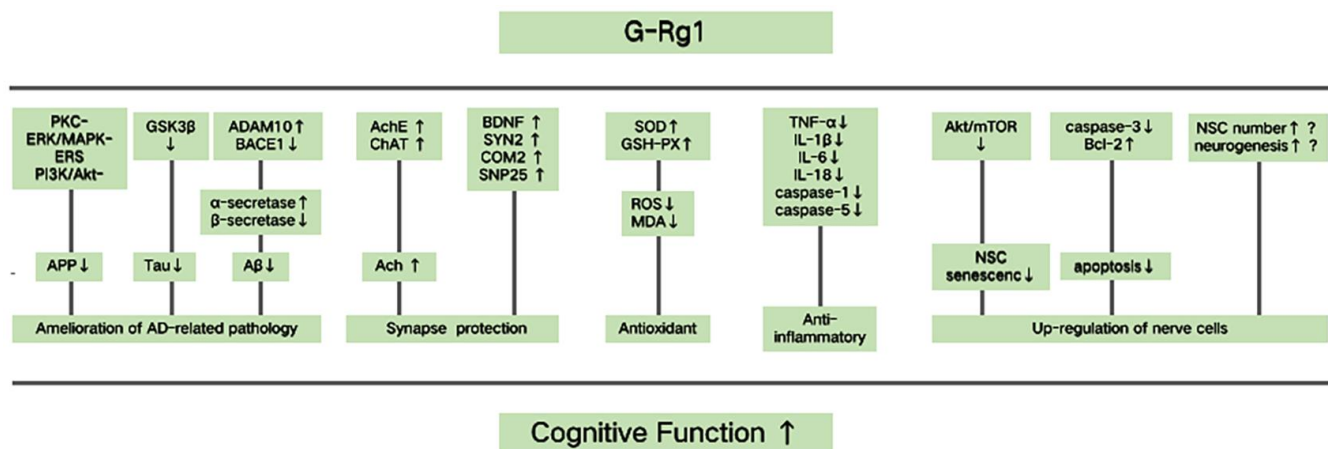 G-Rg1
PKC-
ERK/MAPK-
ERS
PI3K/Akt-
APP↓
GSK3β
↓
Tau↓
ADAM10↑
BACE1↓
α-secretase↑
β-secretase↓
Aβ↓
Amelioration of AD-related pathology
AchE ↑
ChAT ↑
Ach ↑
BDNF ↑
SYN2 ↑
COM2 ↑
SNP25 ↑
Synapse protection
SOD↑
GSH-PX↑
ROS↓
MDA↓
Antioxidant
TNF-α↓
IL-1β↓
IL-6↓
IL-18↓
caspase-1↓
caspase-5↓
Anti-
inflammatory
Akt/mTOR
↓
NSC
senescenc↓
caspase-3↓
Bcl-2↑
apoptosis↓
NSC number↑ ?
neurogenesis↑ ?
Up-regulation of nerve cells
Cognitive Function ↑